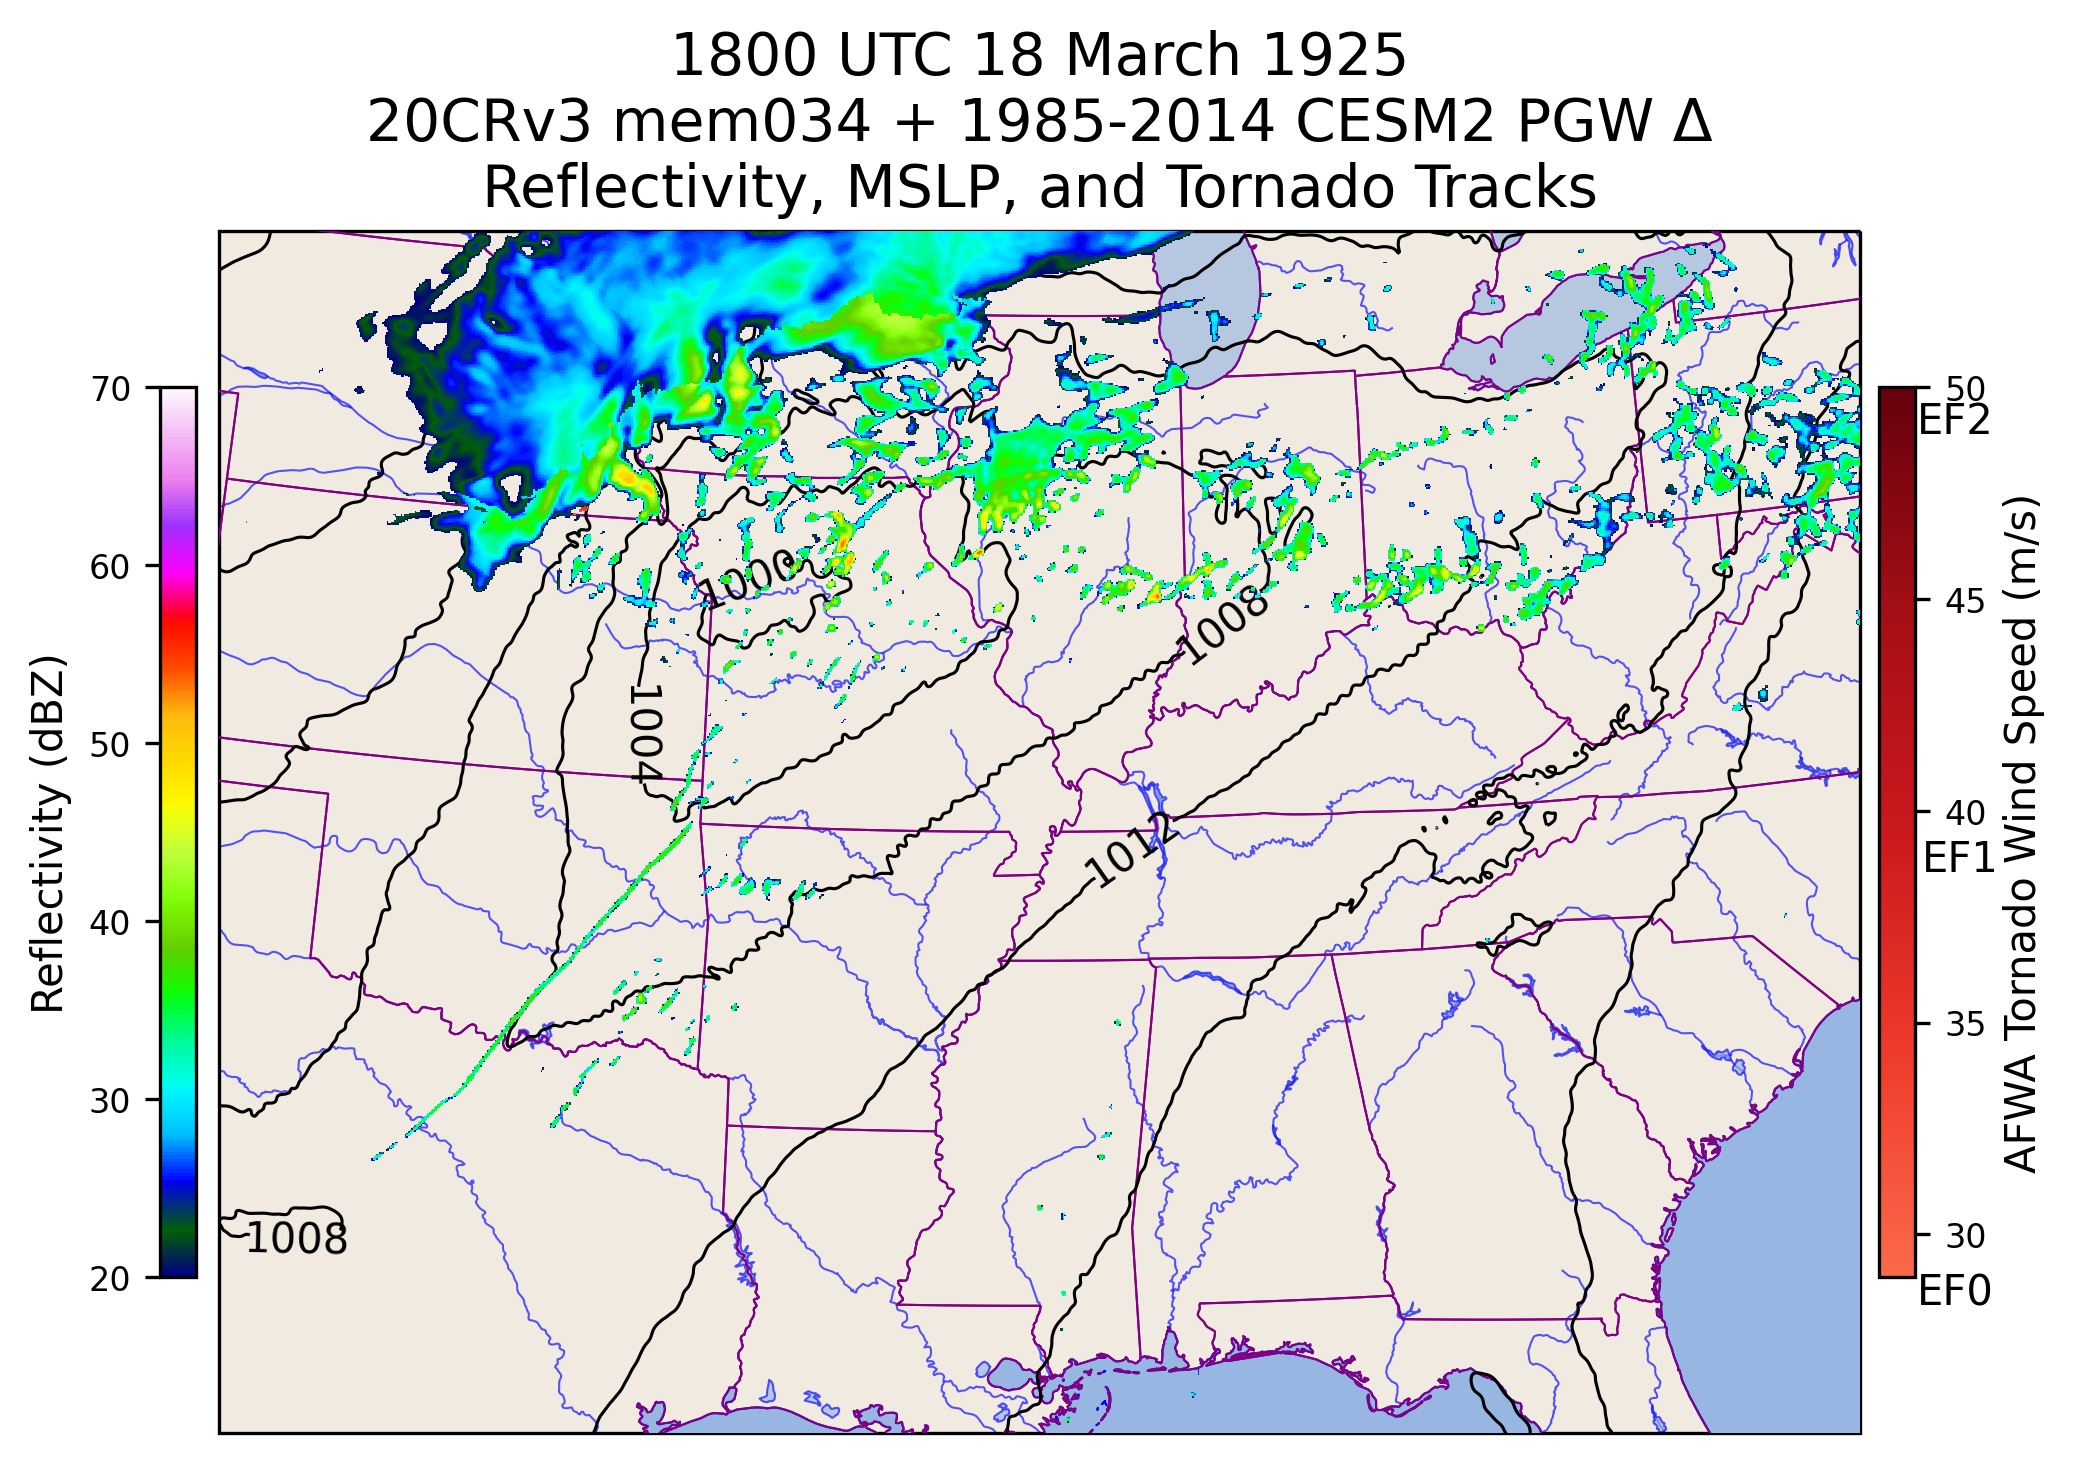 1800 UTC 18 March 1925
20CRv3 mem034 + 1985-2014 CESM2 PGW Δ
Reflectivity, MSLP, and Tornado Tracks
70
60
50
40
30
20
Reflectivity (dBZ)
1000
1008
1004
1012
1008
50
EF2
45
40
EF1
35
30
EF0
AFWA Tornado Wind Speed (m/s)